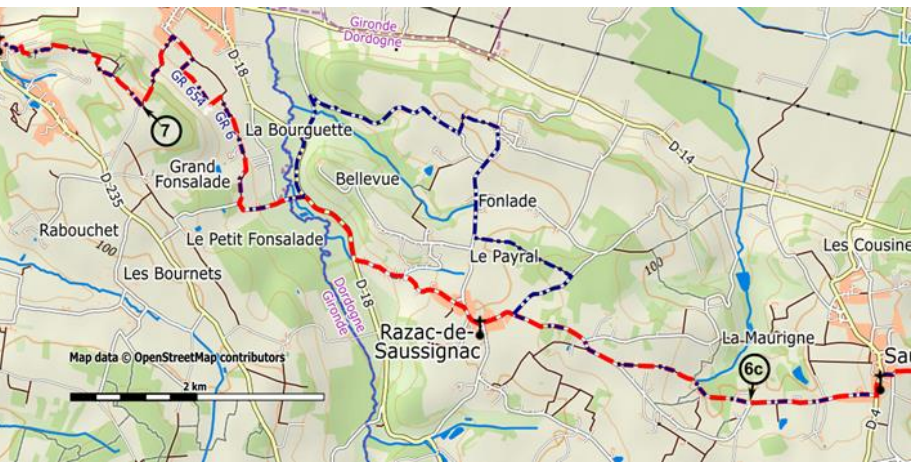 Gironde
Dordogne
D-18
GR 654
GR 6
7
La Bourguette
D-14
Grand
Fonsalade
Bellevue
D-235
Fonlade
Rabouchet
100
Le Petit Fonsalade
Les Cousine
Le Payral
100
Les Bournets
Dordogne
Gironde
D-18
Razac-de-
Saussignac
La Maurigne
Sau
Map data © OpenStreetMap contributors
6c
2 km
D-4